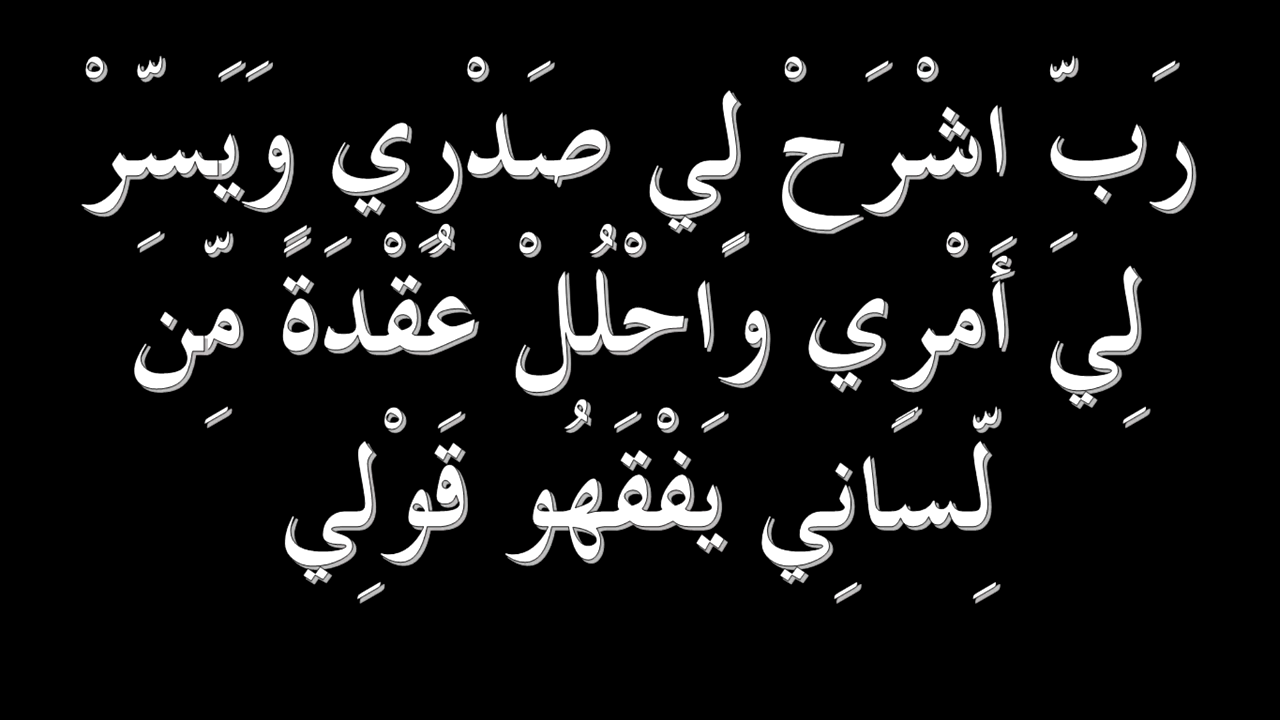 رَبِّ اشْرَحْ لِي صَدْرِي وَيَسِّرْ
لِي أَمْرِي وَاحْلُلْ عُقْدَةً مِّن
لِّسَانِي يَفْقَهُو قَوْلِي